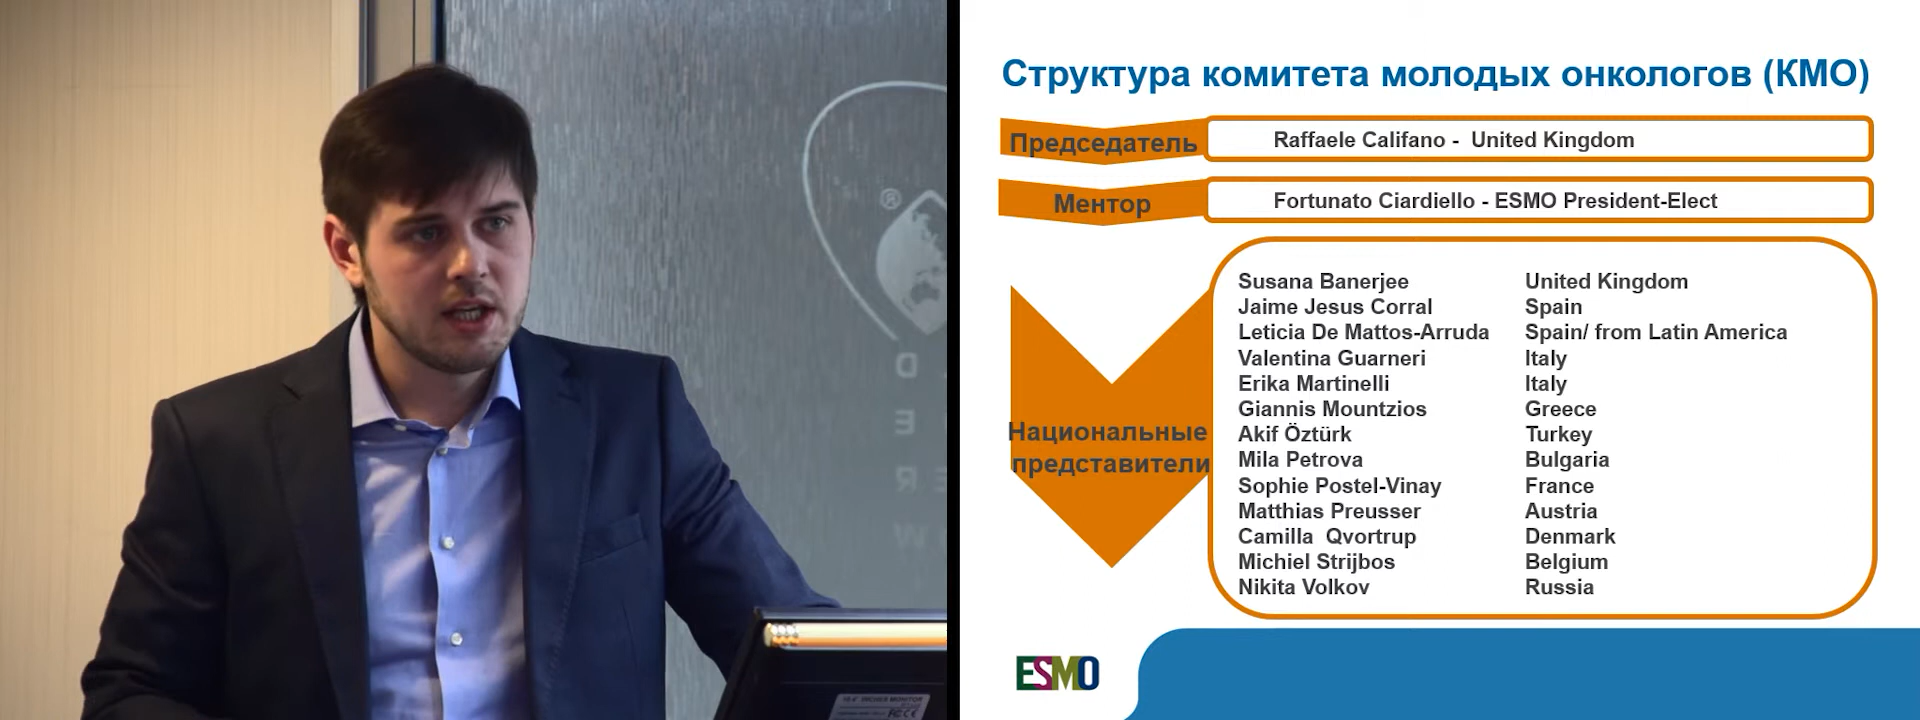 Структура комитета молодых онкологов (КМО)
Председатель
Raffaele Califano - United Kingdom
Ментор
Fortunato Ciardiello - ESMO President-Elect
Национальные
представители
Susana Banerjee United Kingdom
Jaime Jesus Corral Spain
Leticia De Mattos-Arruda Spain/ from Latin America
Valentina Guarneri Italy
Erika Martinelli Italy
Giannis Mountzios Greece
Akif Öztürk Turkey
Mila Petrova Bulgaria
Sophie Postel-Vinay France
Matthias Preusser Austria
Camilla Qvortrup Denmark
Michiel Strijbos Belgium
Nikita Volkov Russia
ESMO